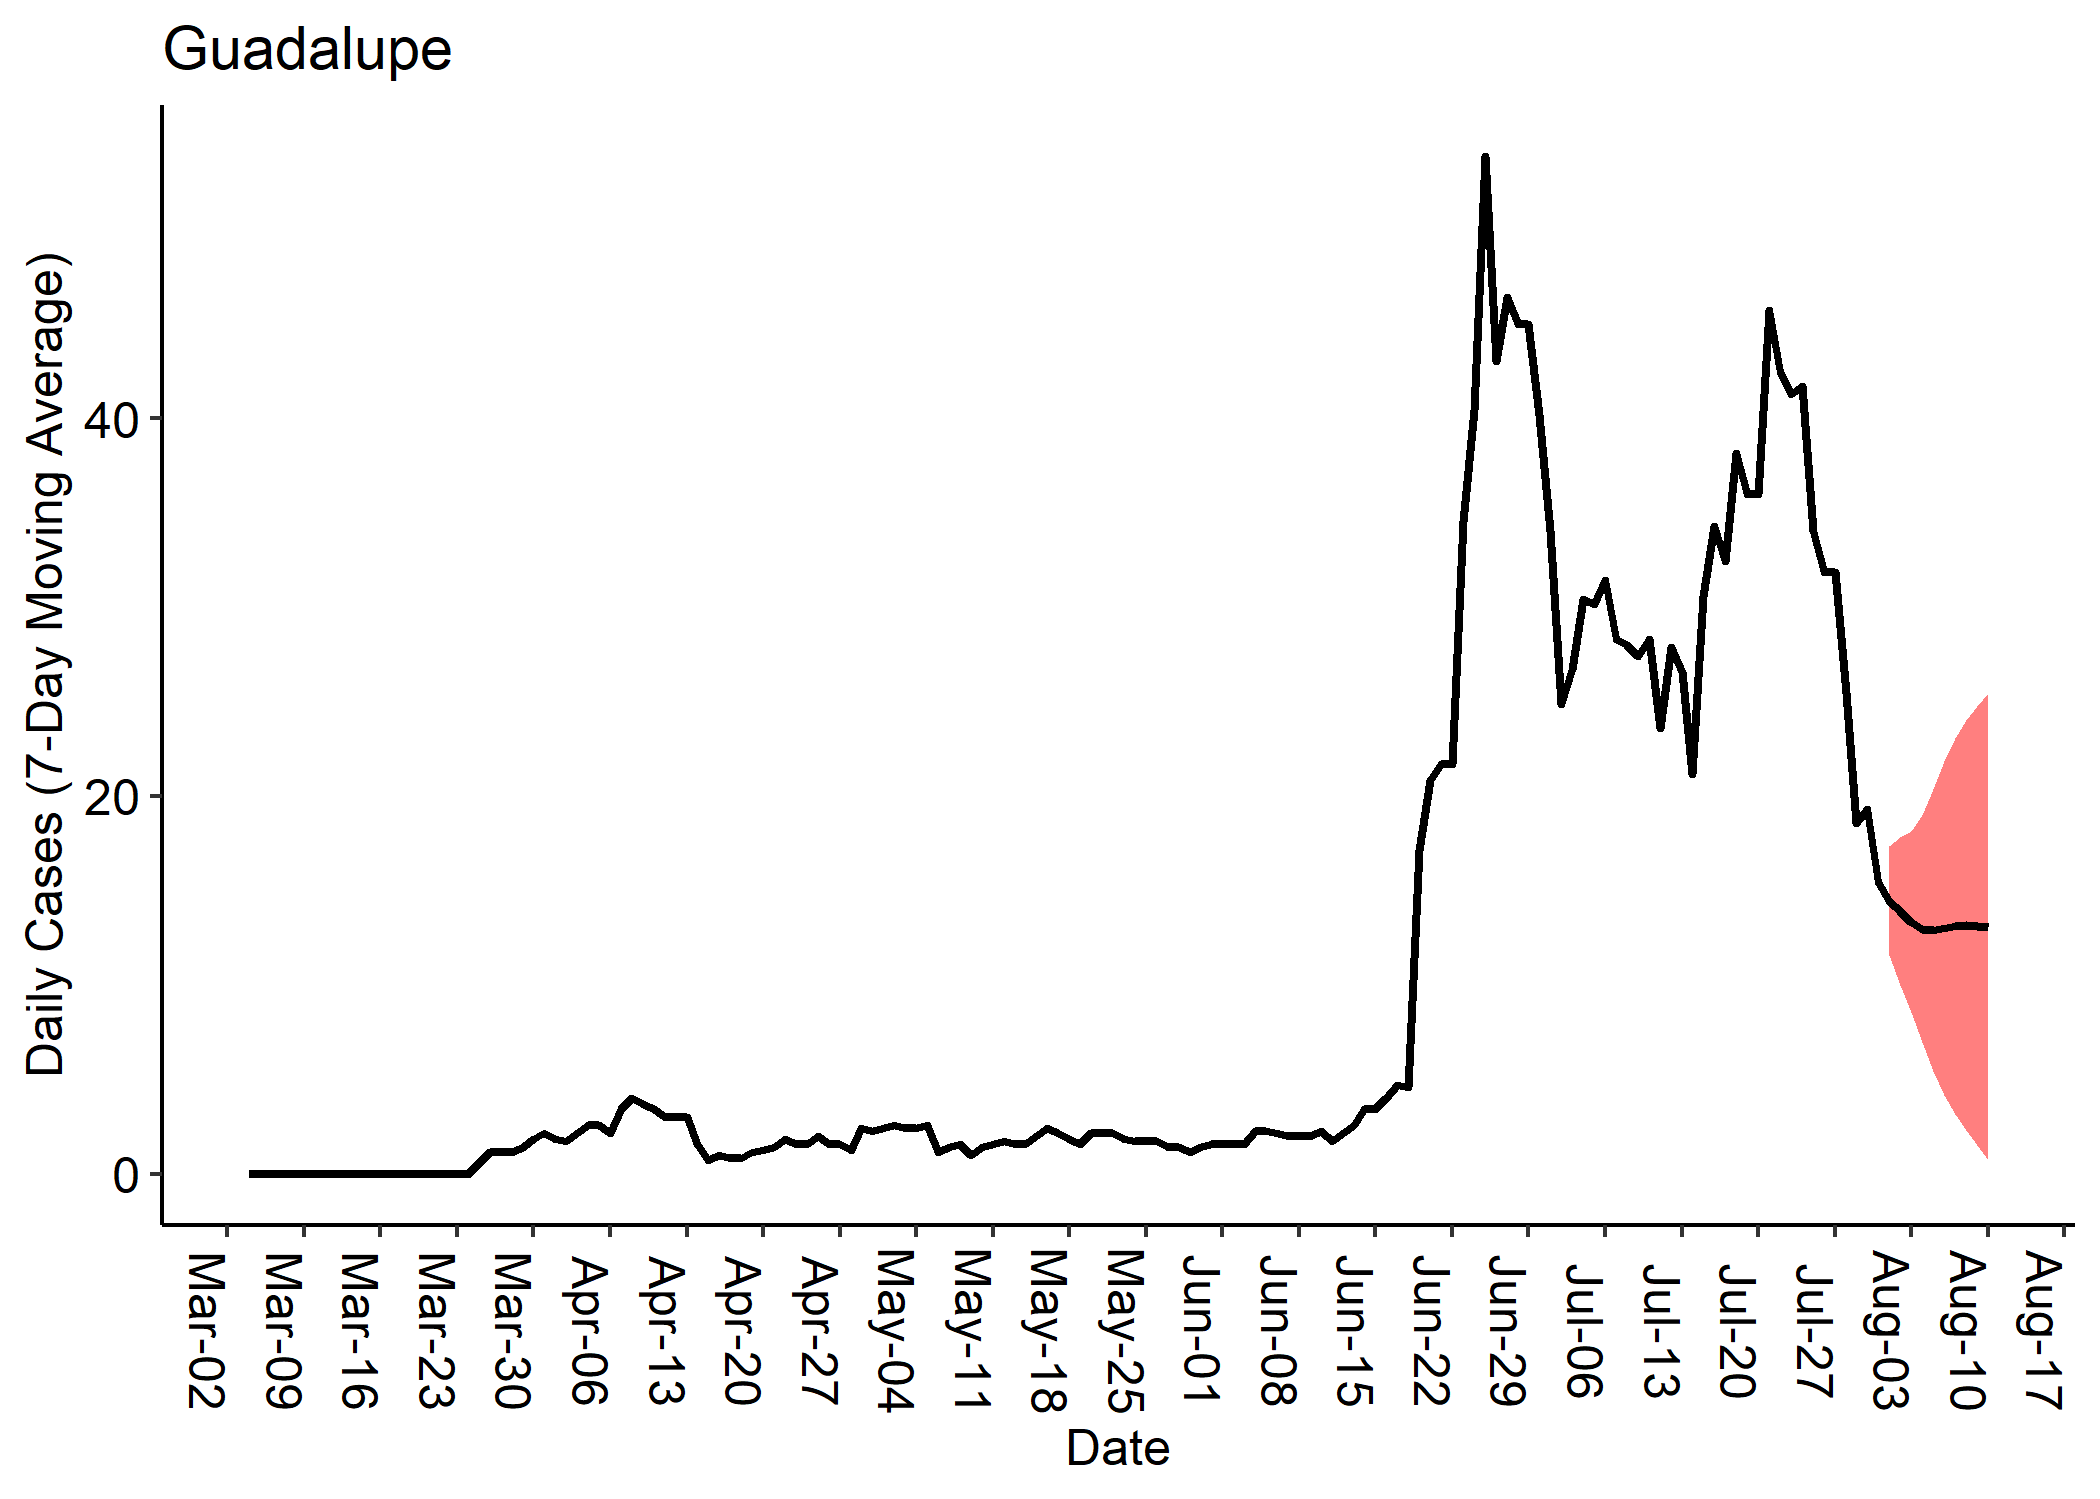 Guadalupe
Daily Cases (7-Day Moving Average)
40
20
0
Mar-02
Mar-09
Mar-16
Mar-23
Mar-30
Apr-06
Apr-13
Apr-20
Apr-27
May-04
May-11
May-18
May-25
Jun-01
Jun-08
Jun-15
Jun-22
Jun-29
Jul-06
Jul-13
Jul-20
Jul-27
Aug-03
Aug-10
Aug-17
Date